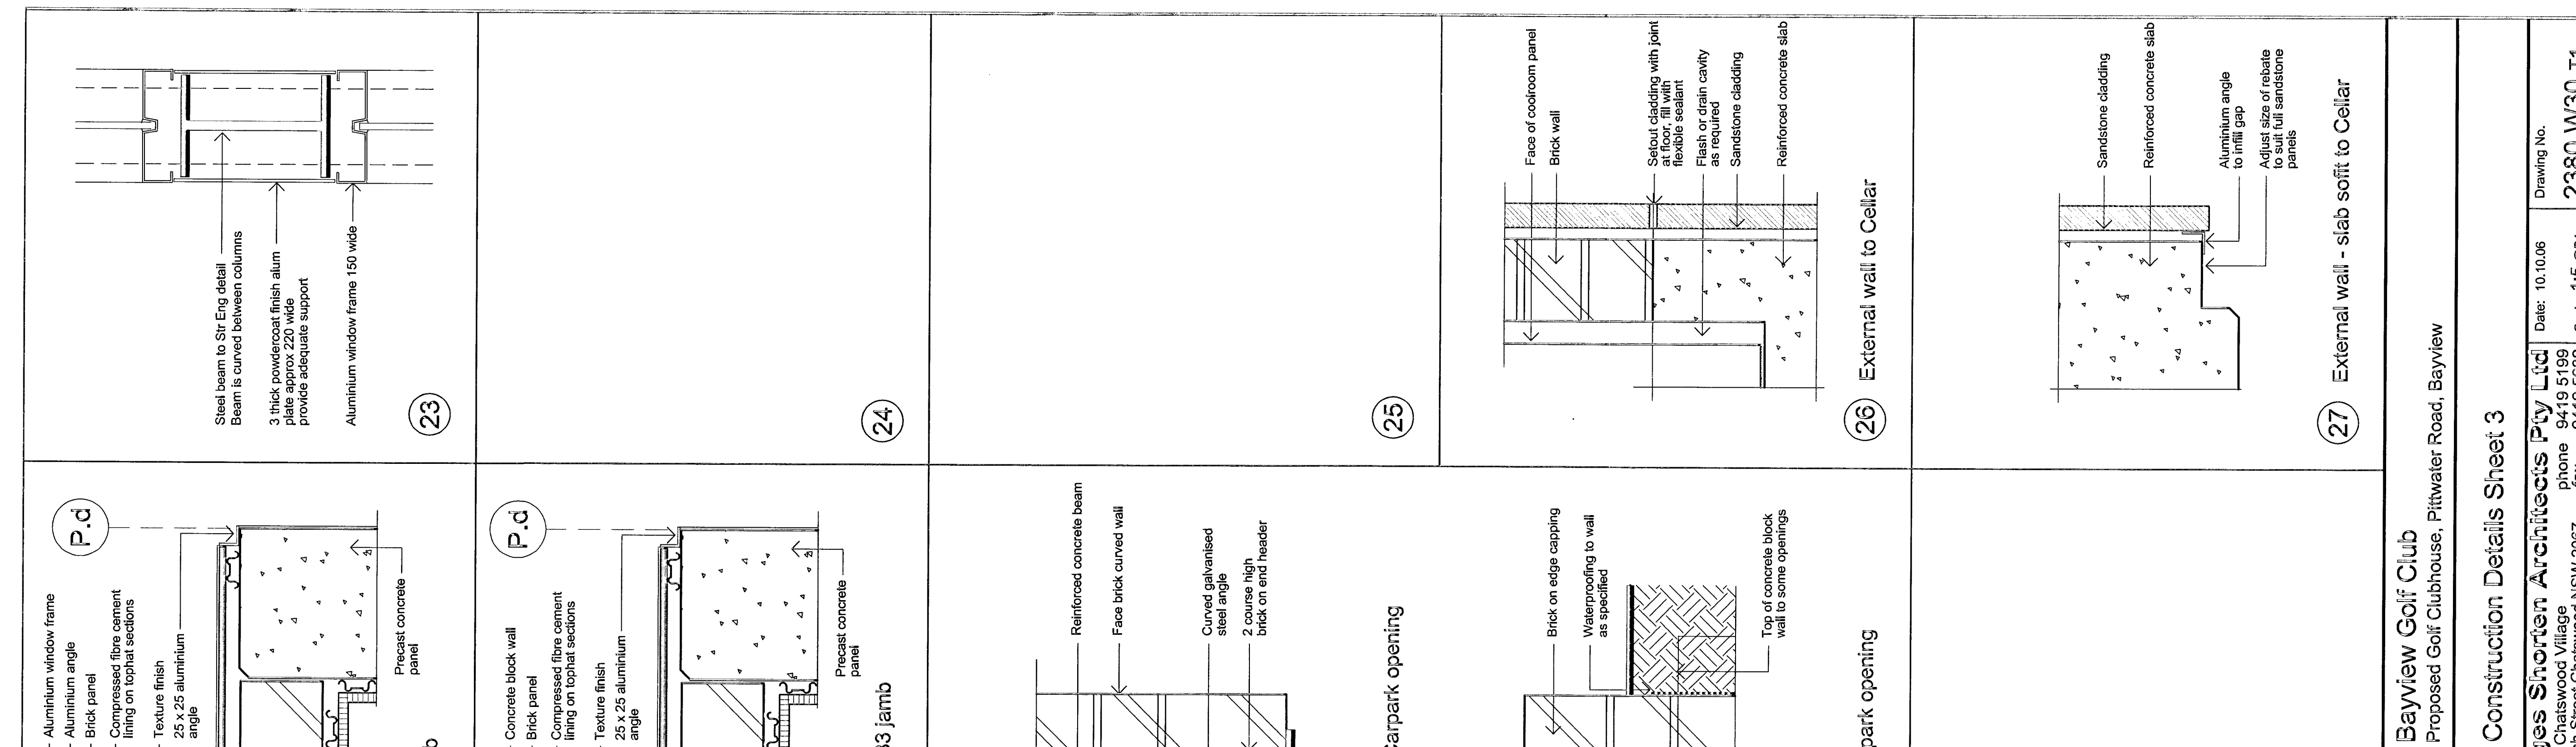 Steel beam to Str Eng detail
Beam is curved between columns
3 thick powdercoat finish alum
plate approx 220 wide
provide adequate support
Aluminium window frame 150 wide
23
24
25
Face of coolroom panel
Brick wall
Setout cladding with joint
at floor, fill with
flexible sealant
Flash or drain cavity
as required
Sandstone cladding
Reinforced concrete slab
26 External wall to Cellar
Sandstone cladding
Reinforced concrete slab
Aluminium angle
to infill gap
Adjust size of rebate
to suit full sandstone
panels
27 External wall - slab soffit to Cellar
P.d
Aluminium window frame
Aluminium angle
Brick panel
Compressed fibre cement
lining on tophat sections
Texture finish
25 x 25 aluminium
angle
Precast concrete
panel
P.d
Concrete block wall
Brick panel
Compressed fibre cement
lining on tophat sections
Texture finish
25 x 25 aluminium
angle
Precast concrete
panel
jamb
Reinforced concrete beam
Face brick curved wall
Curved galvanised
steel angle
2 course high
brick on end header
arpark opening
Brick on edge capping
Waterproofing to wall
as specified
Top of concrete block
wall to some openings
park opening
Bayview Golf Club
Proposed Golf Clubhouse, Pittwater Road, Bayview
Construction Details Sheet 3
ges Shorten Architects Pty Ltd
Chatswood Village
phone 9419 5199
Date: 10.10.06
Drawing No.
2380 W30 T1